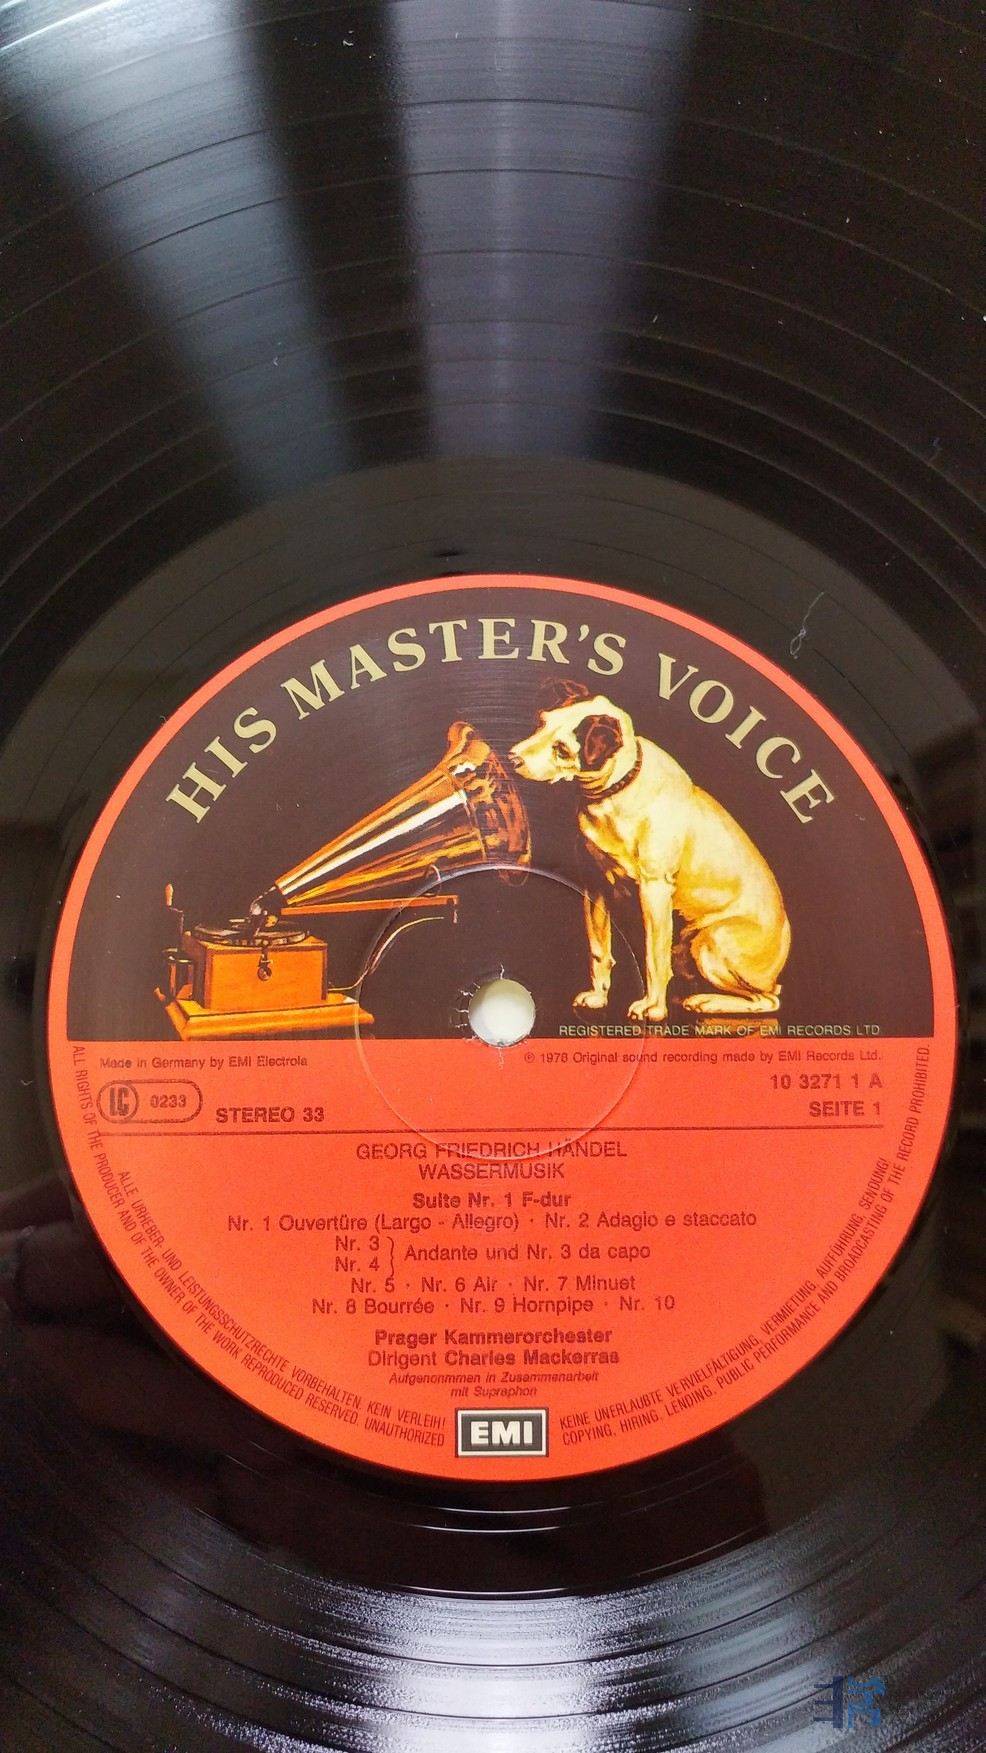 HIS MASTER'S VOICE
REGISTERED TRADE MARK OF EMI RECORDS LTD
Made in Germany by EMI Electrola
℗ 1978 Original sound recording made by EMI Records Ltd.
LC 0233
STEREO 33
10 3271 1 A
SEITE 1
GEORG FRIEDRICH HÄNDEL
WASSERMUSIK
Suite Nr. 1 F-dur
Nr. 1 Ouvertüre (Largo - Allegro) · Nr. 2 Adagio e staccato
Nr. 3
Nr. 4 } Andante und Nr. 3 da capo
Nr. 5 · Nr. 6 Air · Nr. 7 Minuet
Nr. 8 Bourrée · Nr. 9 Hornpipe · Nr. 10
Prager Kammerorchester
Dirigent Charles Mackerras
Aufgenommen in Zusammenarbeit
mit Supraphon
EMI
ALLE URHEBER- UND LEISTUNGSSCHUTZRECHTE VORBEHALTEN. KEIN VERLEIH! KEINE UNERLAUBTE VERVIELFÄLTIGUNG, VERMIETUNG, AUFFÜHRUNG, SENDUNG!
ALL RIGHTS OF THE PRODUCER AND OF THE OWNER OF THE WORK REPRODUCED RESERVED. UNAUTHORIZED COPYING, HIRING, LENDING, PUBLIC PERFORMANCE AND BROADCASTING OF THE RECORD PROHIBITED.